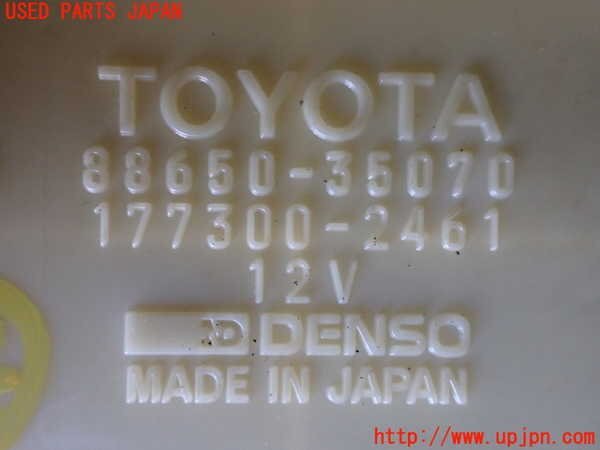 USED PARTS JAPAN
TOYOTA
88650-35070
177300-2461
12V
DENSO
MADE IN JAPAN
http://www.upjpn.com